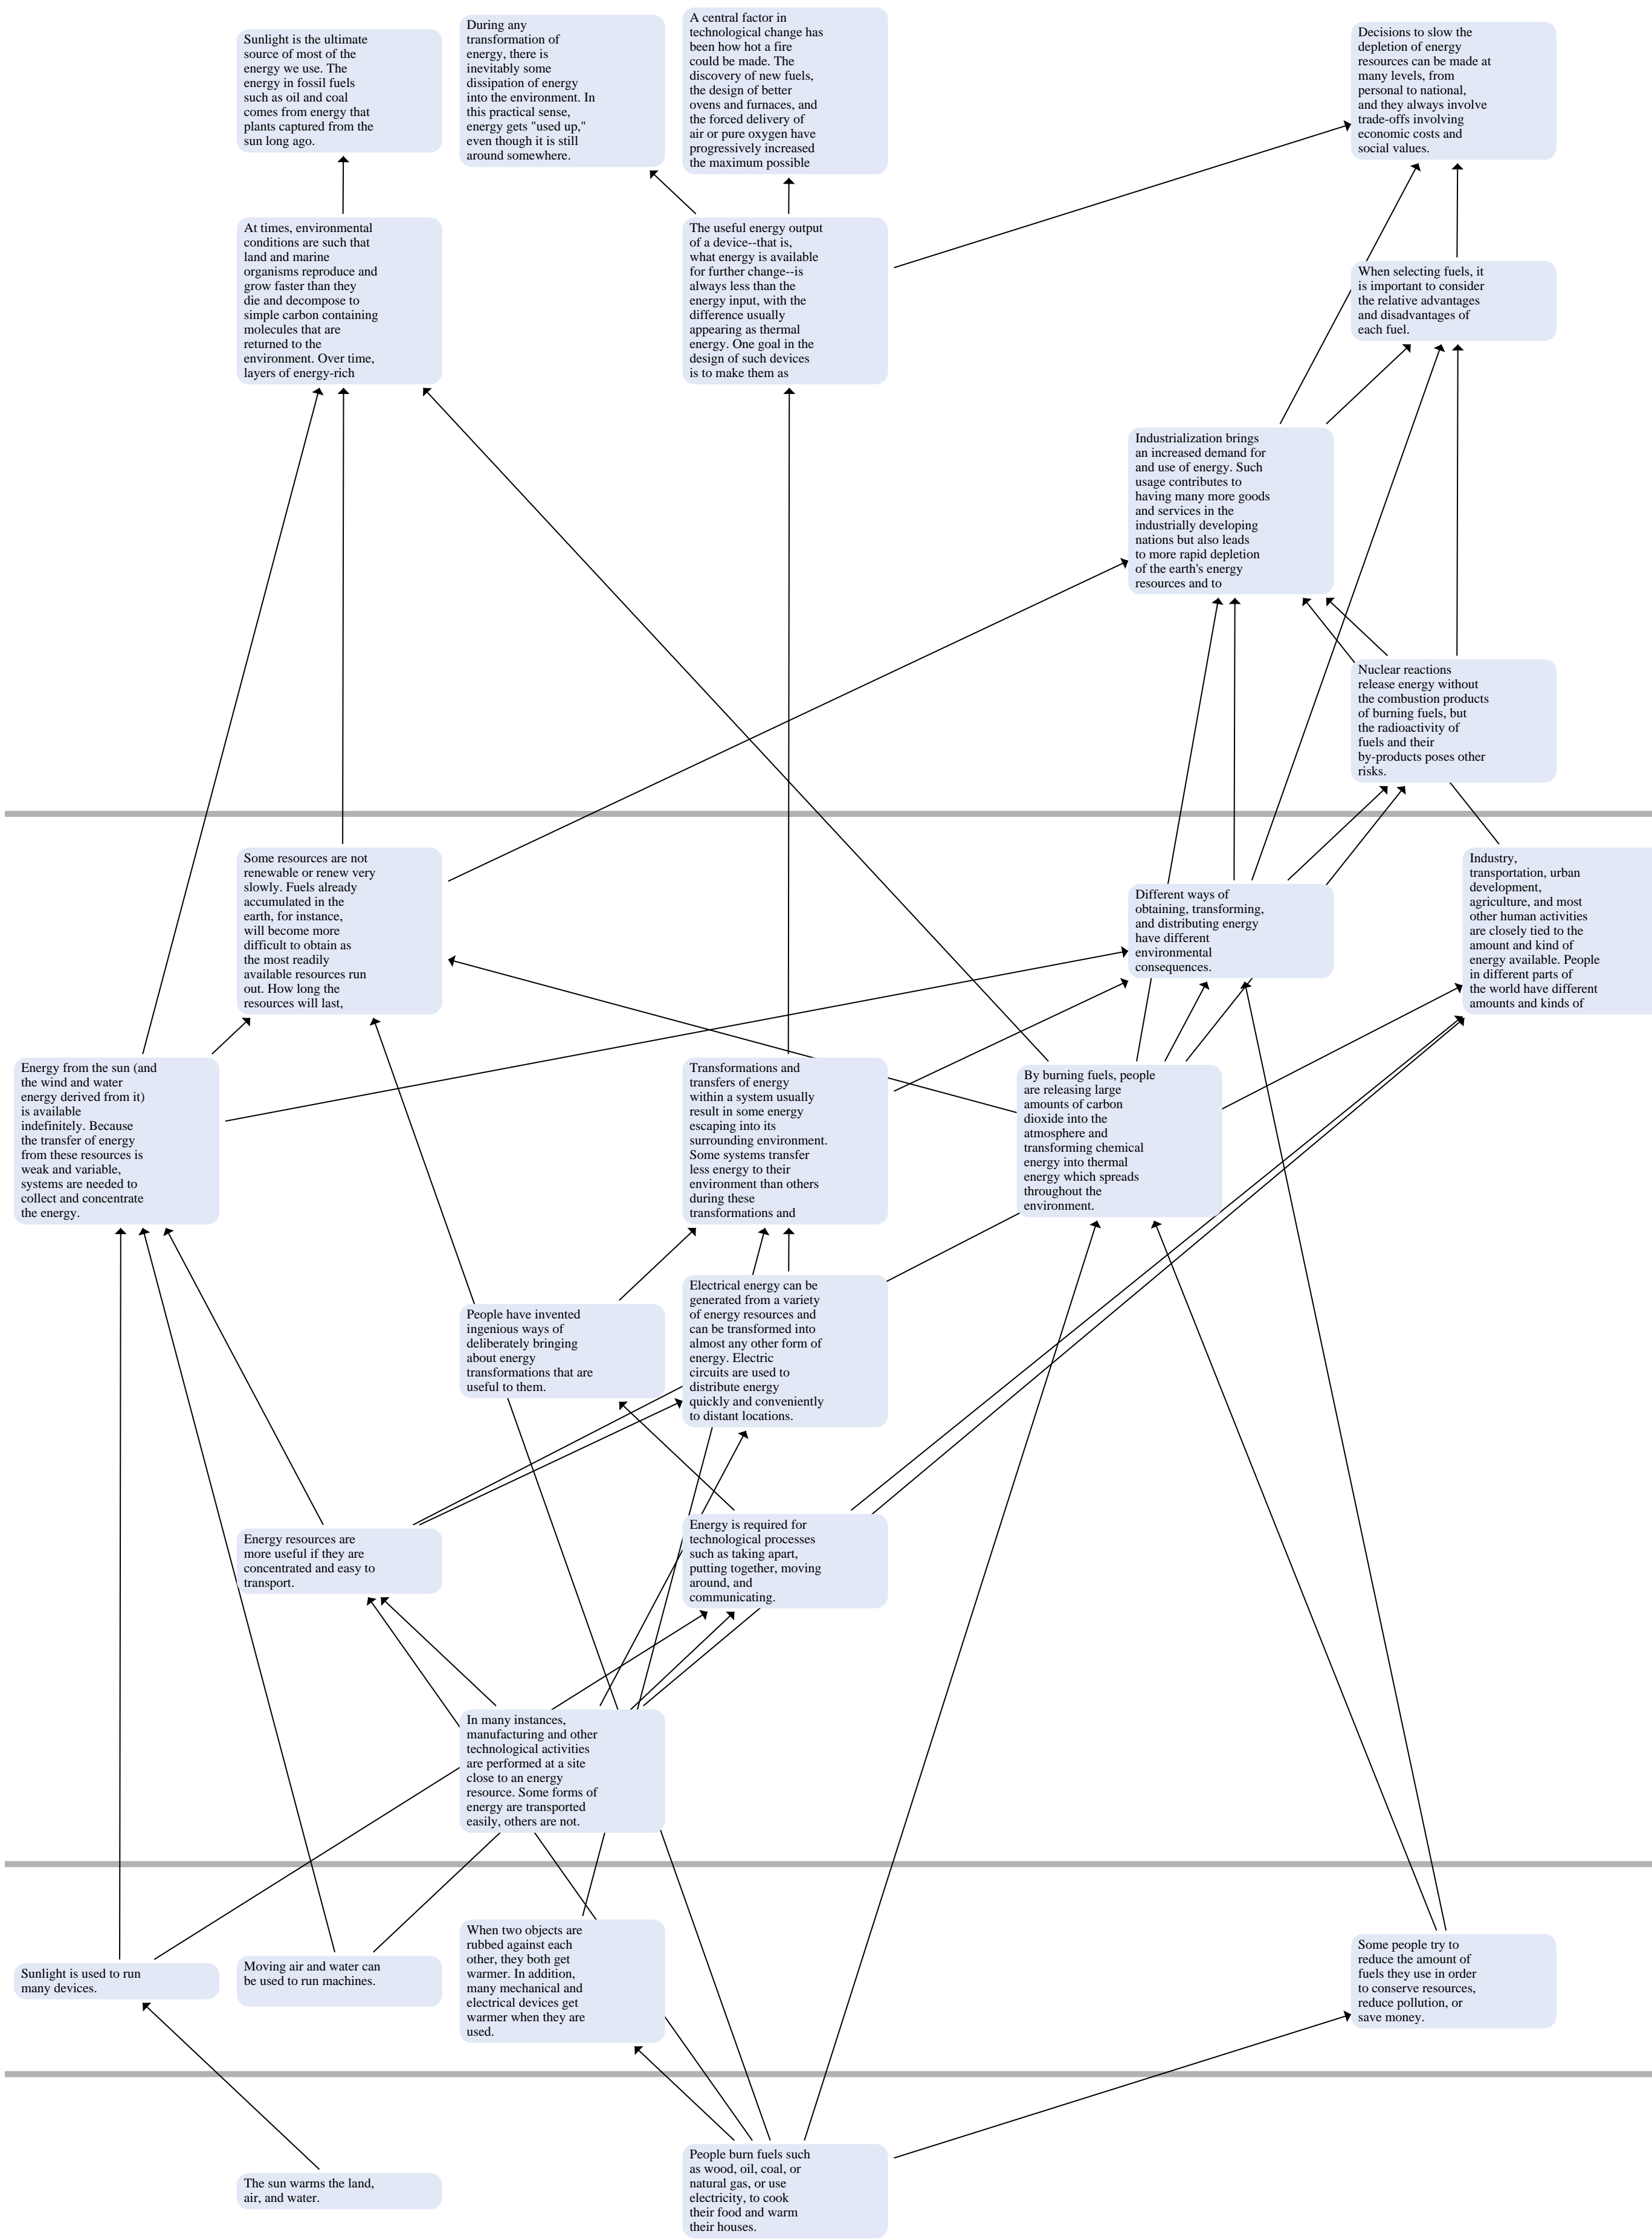 Sunlight is the ultimate
source of most of the
energy we use. The
energy in fossil fuels
such as oil and coal
comes from energy that
plants captured from the
sun long ago.
During any
transformation of
energy, there is
inevitably some
dissipation of energy
into the environment. In
this practical sense,
energy gets "used up,"
even though it is still
around somewhere.
A central factor in
technological change has
been how hot a fire
could be made. The
discovery of new fuels,
the design of better
ovens and furnaces, and
the forced delivery of
air or pure oxygen have
progressively increased
the maximum possible
Decisions to slow the
depletion of energy
resources can be made at
many levels, from
personal to national,
and they always involve
trade-offs involving
economic costs and
social values.
At times, environmental
conditions are such that
land and marine
organisms reproduce and
grow faster than they
die and decompose to
simple carbon containing
molecules that are
returned to the
environment. Over time,
layers of energy-rich
The useful energy output
of a device--that is,
what energy is available
for further change--is
always less than the
energy input, with the
difference usually
appearing as thermal
energy. One goal in the
design of such devices
is to make them as
When selecting fuels, it
is important to consider
the relative advantages
and disadvantages of
each fuel.
Industrialization brings
an increased demand for
and use of energy. Such
usage contributes to
having many more goods
and services in the
industrially developing
nations but also leads
to more rapid depletion
of the earth's energy
resources and to
Nuclear reactions
release energy without
the combustion products
of burning fuels, but
the radioactivity of
fuels and their
by-products poses other
risks.
Some resources are not
renewable or renew very
slowly. Fuels already
accumulated in the
earth, for instance,
will become more
difficult to obtain as
the most readily
available resources run
out. How long the
resources will last,
Different ways of
obtaining, transforming,
and distributing energy
have different
environmental
consequences.
Industry,
transportation, urban
development,
agriculture, and most
other human activities
are closely tied to the
amount and kind of
energy available. People
in different parts of
the world have different
amounts and kinds of
Energy from the sun (and
the wind and water
energy derived from it)
is available
indefinitely. Because
the transfer of energy
from these resources is
weak and variable,
systems are needed to
collect and concentrate
the energy.
Transformations and
transfers of energy
within a system usually
result in some energy
escaping into its
surrounding environment.
Some systems transfer
less energy to their
environment than others
during these
transformations and
By burning fuels, people
are releasing large
amounts of carbon
dioxide into the
atmosphere and
transforming chemical
energy into thermal
energy which spreads
throughout the
environment.
People have invented
ingenious ways of
deliberately bringing
about energy
transformations that are
useful to them.
Electrical energy can be
generated from a variety
of energy resources and
can be transformed into
almost any other form of
energy. Electric
circuits are used to
distribute energy
quickly and conveniently
to distant locations.
Energy resources are
more useful if they are
concentrated and easy to
transport.
Energy is required for
technological processes
such as taking apart,
putting together, moving
around, and
communicating.
In many instances,
manufacturing and other
technological activities
are performed at a site
close to an energy
resource. Some forms of
energy are transported
easily, others are not.
Sunlight is used to run
many devices.
Moving air and water can
be used to run machines.
When two objects are
rubbed against each
other, they both get
warmer. In addition,
many mechanical and
electrical devices get
warmer when they are
used.
Some people try to
reduce the amount of
fuels they use in order
to conserve resources,
reduce pollution, or
save money.
The sun warms the land,
air, and water.
People burn fuels such
as wood, oil, coal, or
natural gas, or use
electricity, to cook
their food and warm
their houses.